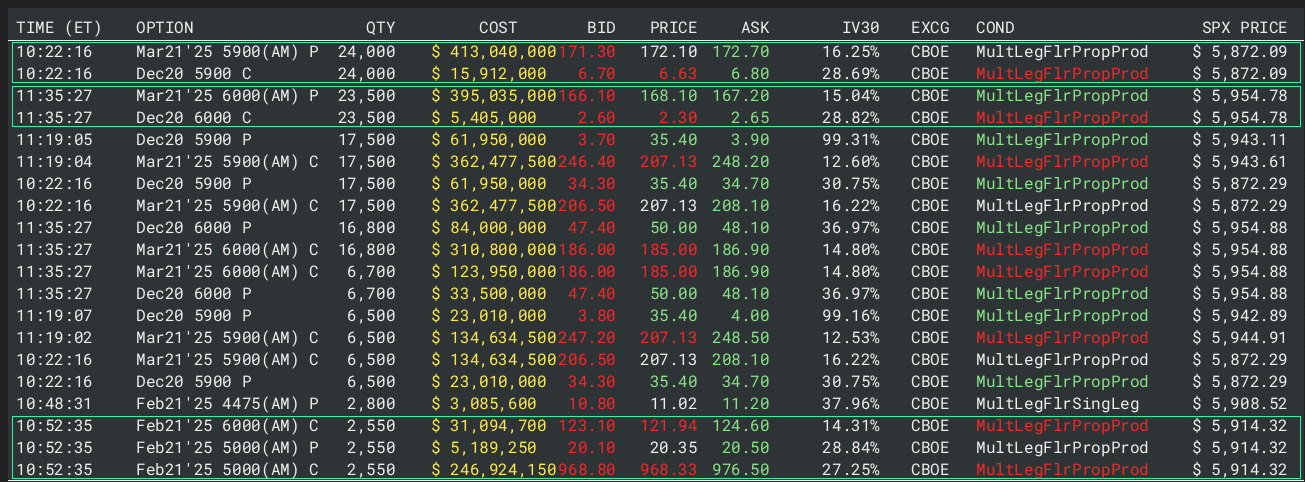 TIME (ET) OPTION QTY COST BID PRICE ASK IV30 EXCG COND SPX PRICE
10:22:16 Mar21'25 5900(AM) P 24,000 $ 413,040,000 171.30 172.10 172.70 16.25% CBOE MultLegFlrPropProd $ 5,872.09
10:22:16 Dec20 5900 C 24,000 $ 15,912,000 6.70 6.63 6.80 28.69% CBOE MultLegFlrPropProd $ 5,872.09
11:35:27 Mar21'25 6000(AM) P 23,500 $ 395,035,000 166.10 168.10 167.20 15.04% CBOE MultLegFlrPropProd $ 5,954.78
11:35:27 Dec20 6000 C 23,500 $ 5,405,000 2.60 2.30 2.65 28.82% CBOE MultLegFlrPropProd $ 5,954.78
11:19:05 Dec20 5900 P 17,500 $ 61,950,000 3.70 35.40 3.90 99.31% CBOE MultLegFlrPropProd $ 5,943.11
11:19:04 Mar21'25 5900(AM) C 17,500 $ 362,477,500 246.40 207.13 248.20 12.60% CBOE MultLegFlrPropProd $ 5,943.61
10:22:16 Dec20 5900 P 17,500 $ 61,950,000 34.30 35.40 34.70 30.75% CBOE MultLegFlrPropProd $ 5,872.29
10:22:16 Mar21'25 5900(AM) C 17,500 $ 362,477,500 206.50 207.13 208.10 16.22% CBOE MultLegFlrPropProd $ 5,872.29
11:35:27 Dec20 6000 P 16,800 $ 84,000,000 47.40 50.00 48.10 36.97% CBOE MultLegFlrPropProd $ 5,954.88
11:35:27 Mar21'25 6000(AM) C 16,800 $ 310,800,000 186.00 185.00 186.90 14.80% CBOE MultLegFlrPropProd $ 5,954.88
11:35:27 Mar21'25 6000(AM) C 6,700 $ 123,950,000 186.00 185.00 186.90 14.80% CBOE MultLegFlrPropProd $ 5,954.88
11:35:27 Dec20 6000 P 6,700 $ 33,500,000 47.40 50.00 48.10 36.97% CBOE MultLegFlrPropProd $ 5,954.88
11:19:07 Dec20 5900 P 6,500 $ 23,010,000 3.80 35.40 4.00 99.16% CBOE MultLegFlrPropProd $ 5,942.89
11:19:02 Mar21'25 5900(AM) C 6,500 $ 134,634,500 247.20 207.13 248.50 12.53% CBOE MultLegFlrPropProd $ 5,944.91
10:22:16 Mar21'25 5900(AM) C 6,500 $ 134,634,500 206.50 207.13 208.10 16.22% CBOE MultLegFlrPropProd $ 5,872.29
10:22:16 Dec20 5900 P 6,500 $ 23,010,000 34.30 35.40 34.70 30.75% CBOE MultLegFlrPropProd $ 5,872.29
10:48:31 Feb21'25 4475(AM) P 2,800 $ 3,085,600 10.80 11.02 11.20 37.96% CBOE MultLegFlrSingLeg $ 5,908.52
10:52:35 Feb21'25 6000(AM) C 2,550 $ 31,094,700 123.10 121.94 124.60 14.31% CBOE MultLegFlrPropProd $ 5,914.32
10:52:35 Feb21'25 5000(AM) P 2,550 $ 5,189,250 20.10 20.35 20.50 28.84% CBOE MultLegFlrPropProd $ 5,914.32
10:52:35 Feb21'25 5000(AM) C 2,550 $ 246,924,150 968.80 968.33 976.50 27.25% CBOE MultLegFlrPropProd $ 5,914.32